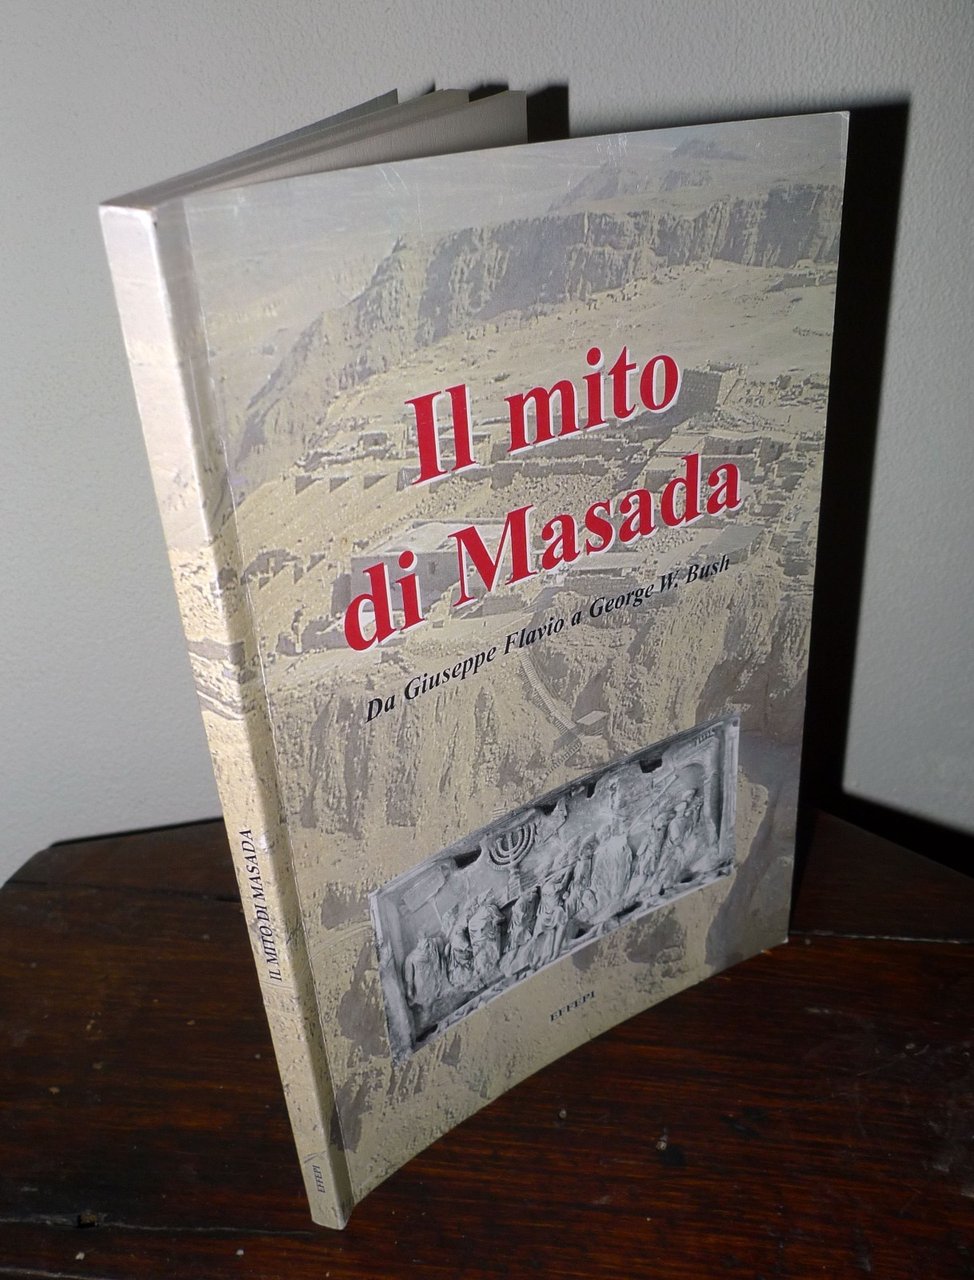 Il mito
di Masada
Da Giuseppe Flavio a George W. Bush
EFFEPI
IL MITO DI MASADA
EFFEPI